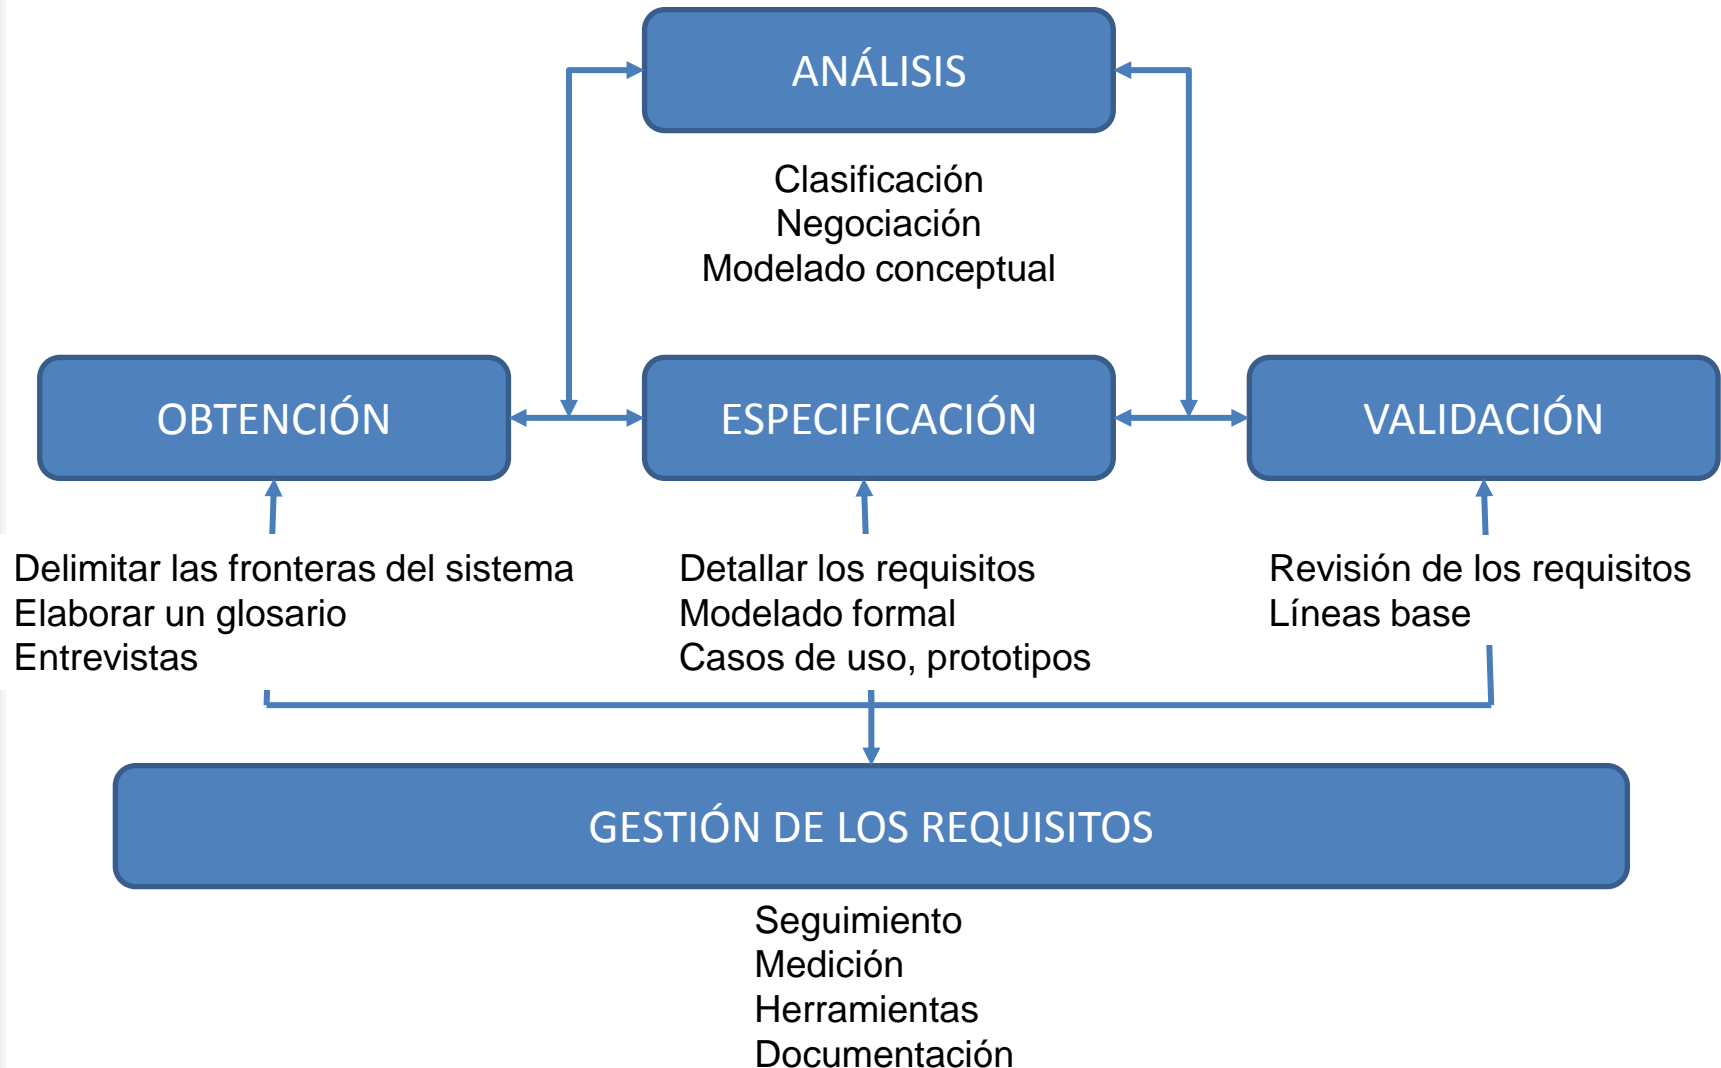 ANÁLISIS
Clasificación
Negociación
Modelado conceptual
OBTENCIÓN
ESPECIFICACIÓN
VALIDACIÓN
Delimitar las fronteras del sistema
Elaborar un glosario
Entrevistas
Detallar los requisitos
Modelado formal
Casos de uso, prototipos
Revisión de los requisitos
Líneas base
GESTIÓN DE LOS REQUISITOS
Seguimiento
Medición
Herramientas
Documentación